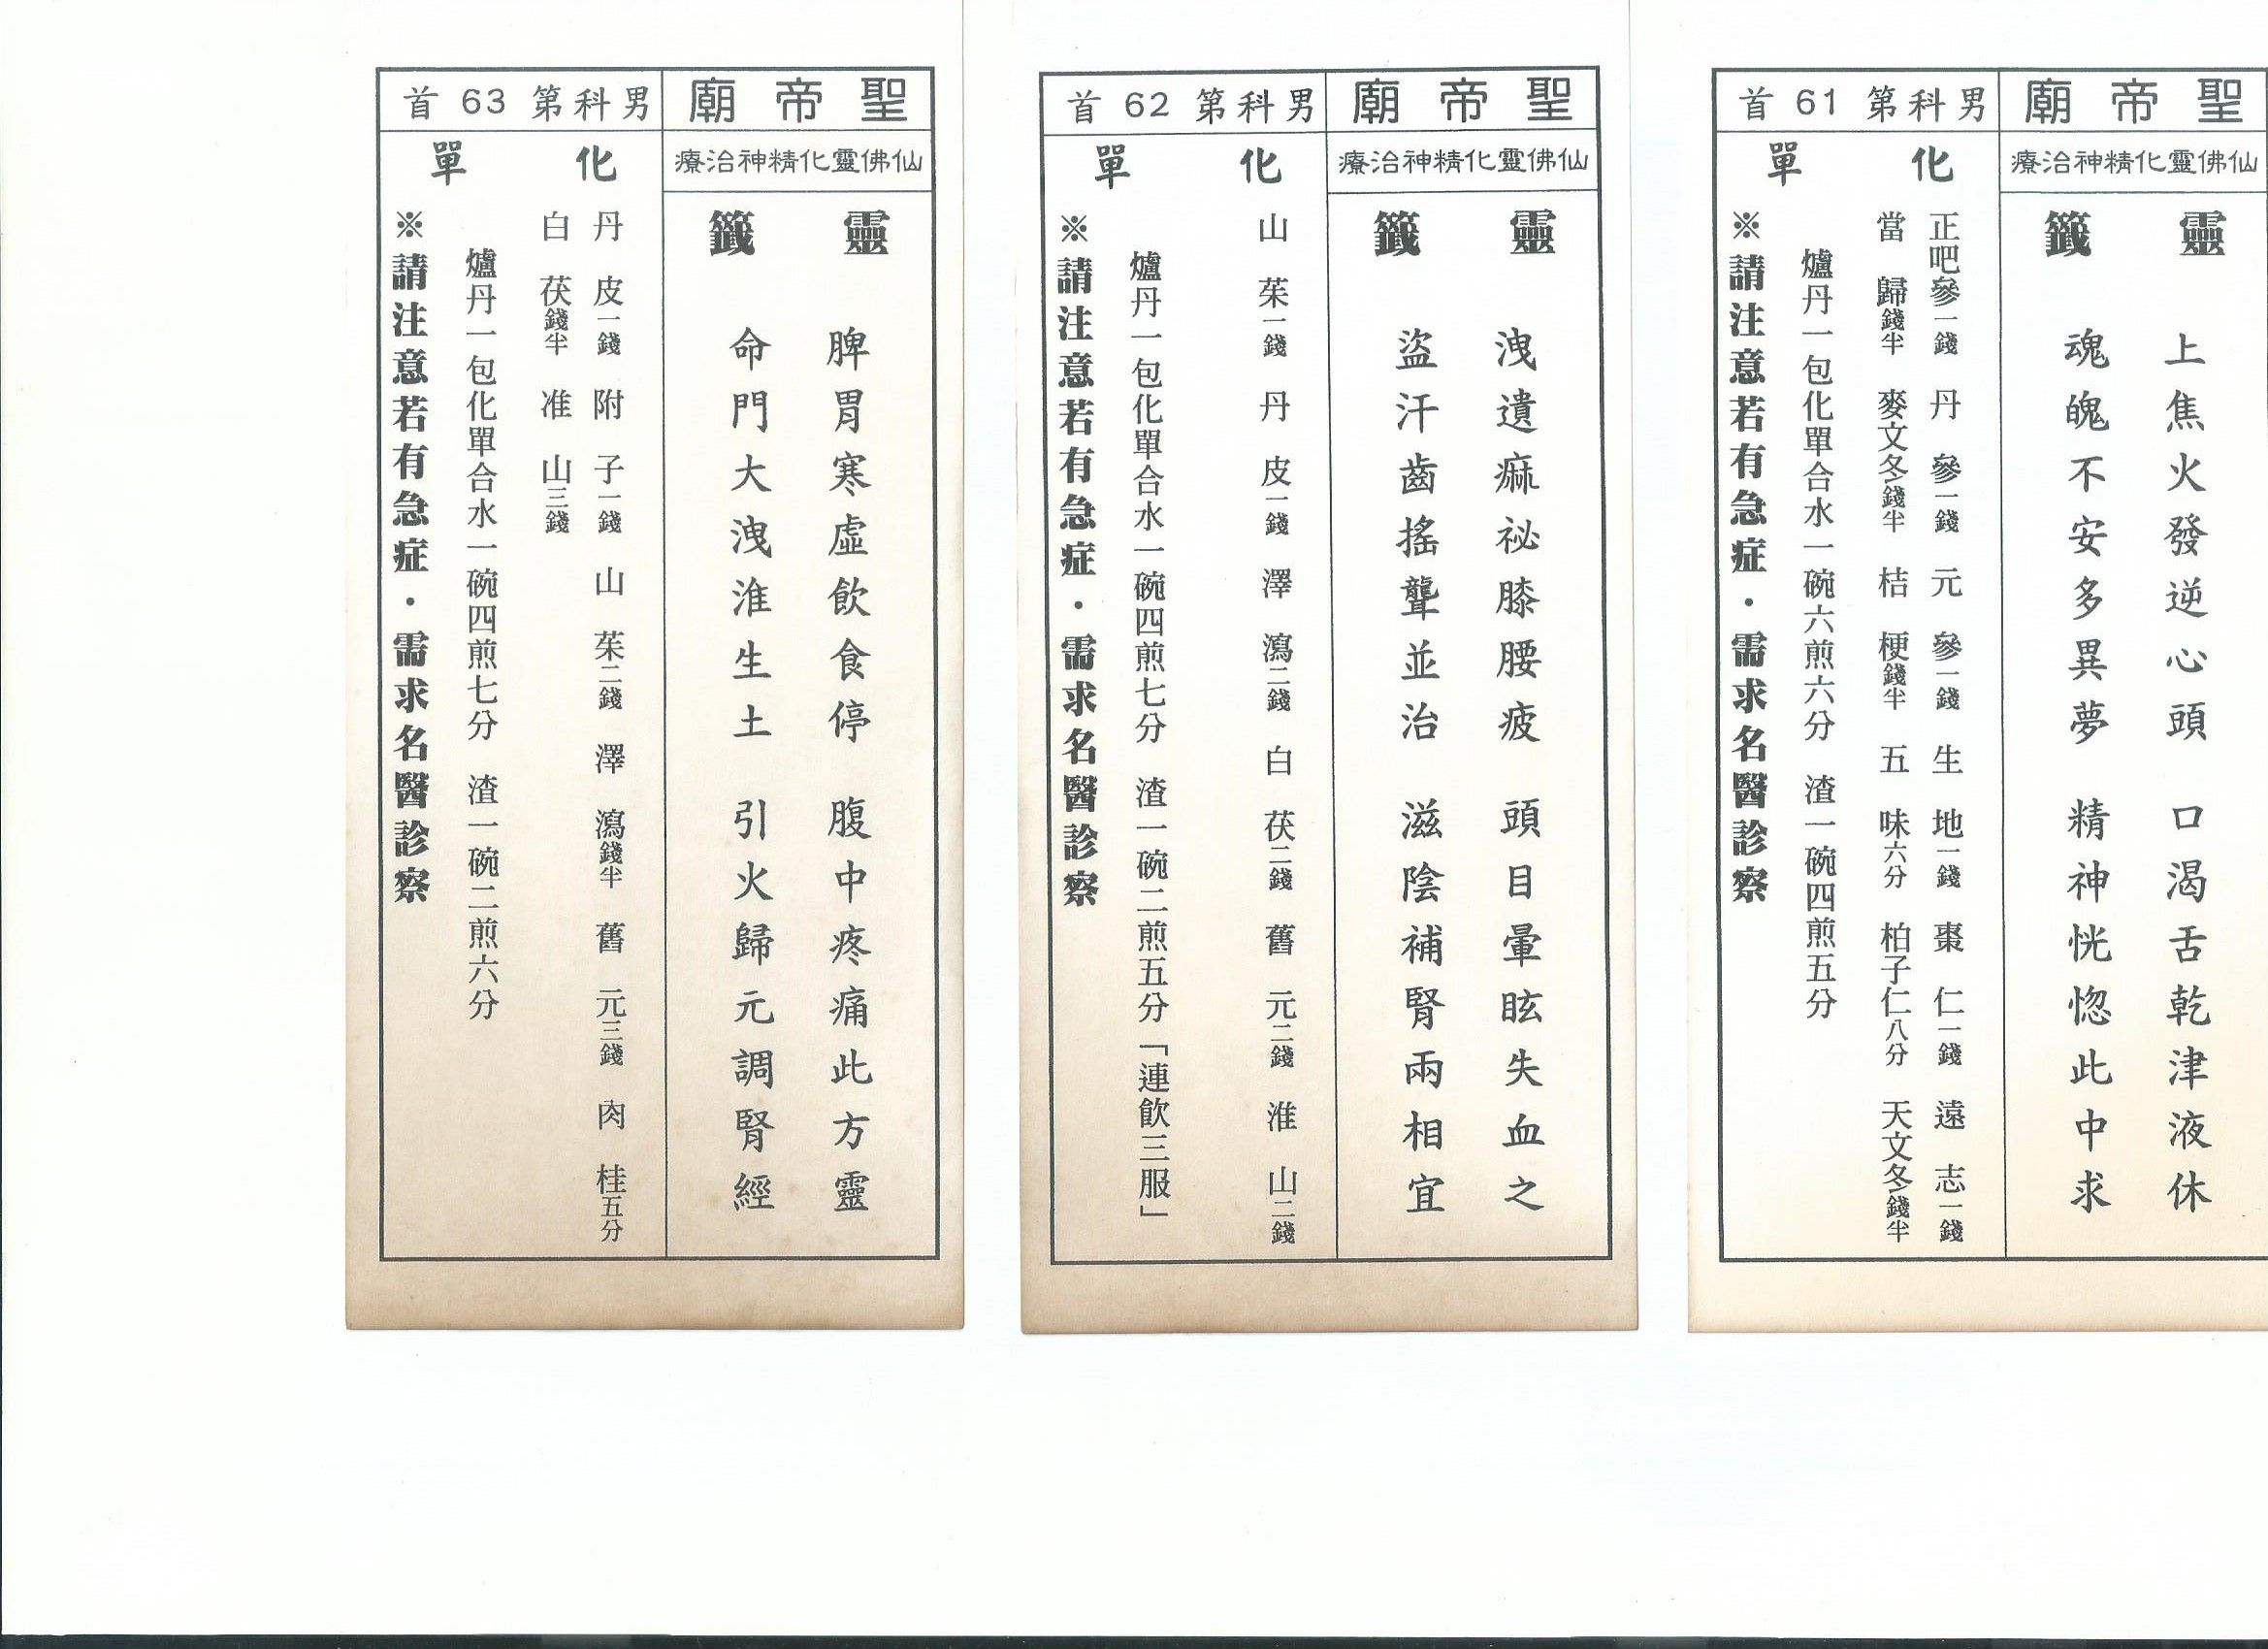 聖帝廟
男科第61首
仙佛靈化精神治療
靈籤
上焦火發逆心頭 口渴舌乾津液休
魂魄不安多異夢 精神恍惚此中求
化單
正吧參一錢 丹參一錢 元參一錢 生地一錢 棗仁一錢 遠志一錢
當歸錢半 麥文冬錢半 桔梗錢半 五味六分 柏子仁八分 天文冬錢半
爐丹一包化單合水一碗六煎六分 渣一碗四煎五分
※請注意若有急症・需求名醫診察
聖帝廟
男科第62首
仙佛靈化精神治療
靈籤
洩遺痲祕膝腰疲 頭目暈眩失血之
盜汗齒搖聾並治 滋陰補腎兩相宜
化單
山茱一錢 丹皮一錢 澤瀉二錢 白茯二錢 舊元二錢 淮山二錢
爐丹一包化單合水一碗四煎七分 渣一碗二煎五分「連飲三服」
※請注意若有急症・需求名醫診察
聖帝廟
男科第63首
仙佛靈化精神治療
靈籤
脾胃寒虛飲食停 腹中疼痛此方靈
命門大洩淮生土 引火歸元調腎經
化單
丹皮一錢 附子一錢 山茱二錢 澤瀉錢半 舊元三錢 肉桂五分
白茯錢半 准山三錢
爐丹一包化單合水一碗四煎七分 渣一碗二煎六分
※請注意若有急症・需求名醫診察